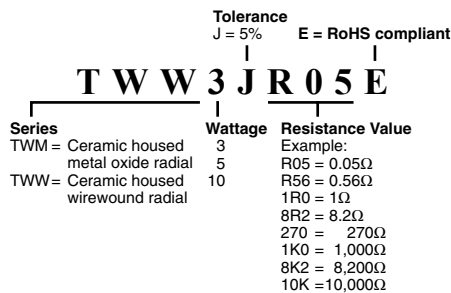 Tolerance
J = 5%
E = RoHS compliant
T W W 3 J R 0 5 E
Series
TWM = Ceramic housed
metal oxide radial
TWW = Ceramic housed
wirewound radial
Wattage
3
5
10
Resistance Value
Example:
R05 = 0.05Ω
R56 = 0.56Ω
1R0 = 1Ω
8R2 = 8.2Ω
270 = 270Ω
1K0 = 1,000Ω
8K2 = 8,200Ω
10K =10,000Ω